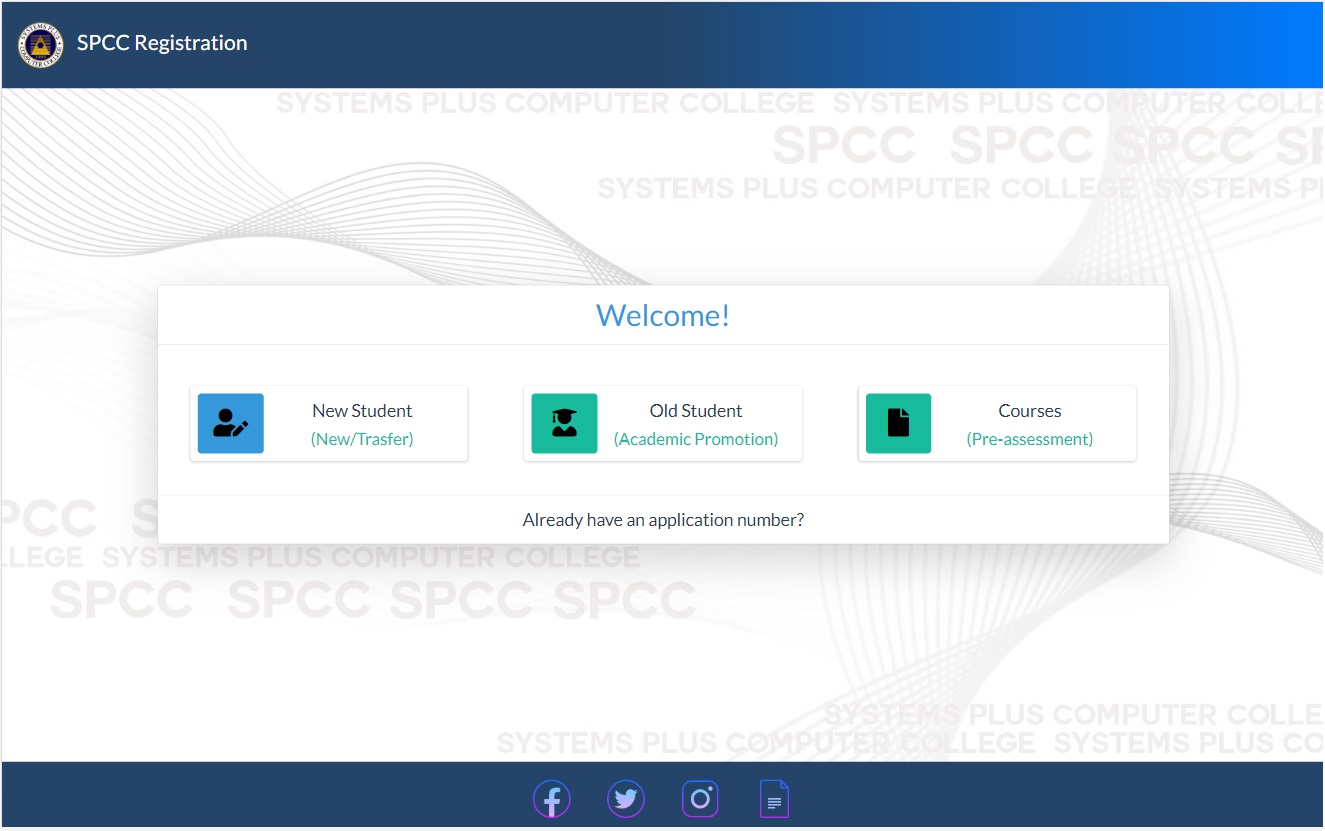 SPCC Registration
SYSTEMS PLUS COMPUTER COLLEGE SYSTEMS PLUS COMPUTER COLLE
SPCC SPCC SPCC SP
SYSTEMS PLUS COMPUTER COLLEGE SYSTEMS P
Welcome!
New Student
(New/Trasfer)
Old Student
(Academic Promotion)
Courses
(Pre-assessment)
Already have an application number?
PCC S
LLEGE SYSTEMS PLUS COMPUTER COLLEGE
SPCC SPCC SPCC SPCC
SYSTEMS PLUS COMPUTER COLLE
SYSTEMS PLUS COMPUTER COLLEGE SYSTEMS PLUS CO